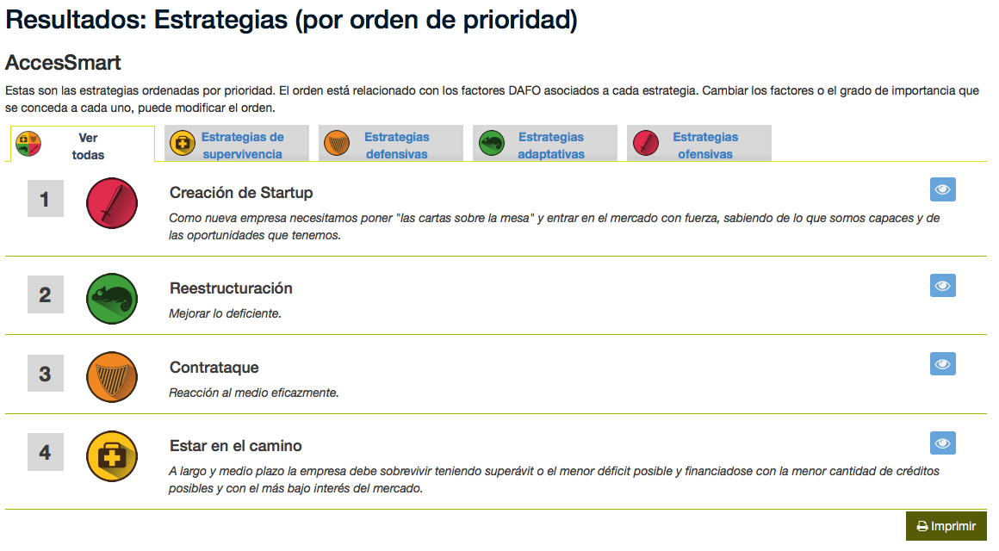 Resultados: Estrategias (por orden de prioridad)
AccesSmart
Estas son las estrategias ordenadas por prioridad. El orden está relacionado con los factores DAFO asociados a cada estrategia. Cambiar los factores o el grado de importancia que
se conceda a cada uno, puede modificar el orden.
Ver
todas
Estrategias de
supervivencia
Estrategias
defensivas
Estrategias
adaptativas
Estrategias
ofensivas
1
Creación de Startup
Como nueva empresa necesitamos poner "las cartas sobre la mesa" y entrar en el mercado con fuerza, sabiendo de lo que somos capaces y de
las oportunidades que tenemos.
2
Reestructuración
Mejorar lo deficiente.
3
Contrataque
Reacción al medio eficazmente.
4
Estar en el camino
A largo y medio plazo la empresa debe sobrevivir teniendo superávit o el menor déficit posible y financiadose con la menor cantidad de créditos
posibles y con el más bajo interés del mercado.
Imprimir